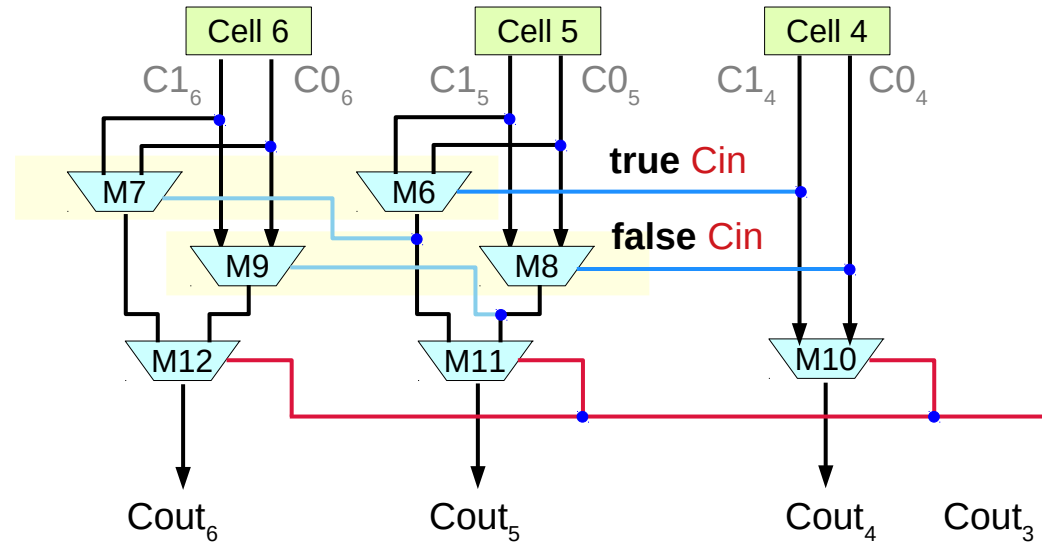 Cell 6
Cell 5
Cell 4
C1₆
C0₆
C1₅
C0₅
C1₄
C0₄
true Cin
M7
M6
false Cin
M9
M8
M12
M11
M10
Cout₆
Cout₅
Cout₄
Cout₃